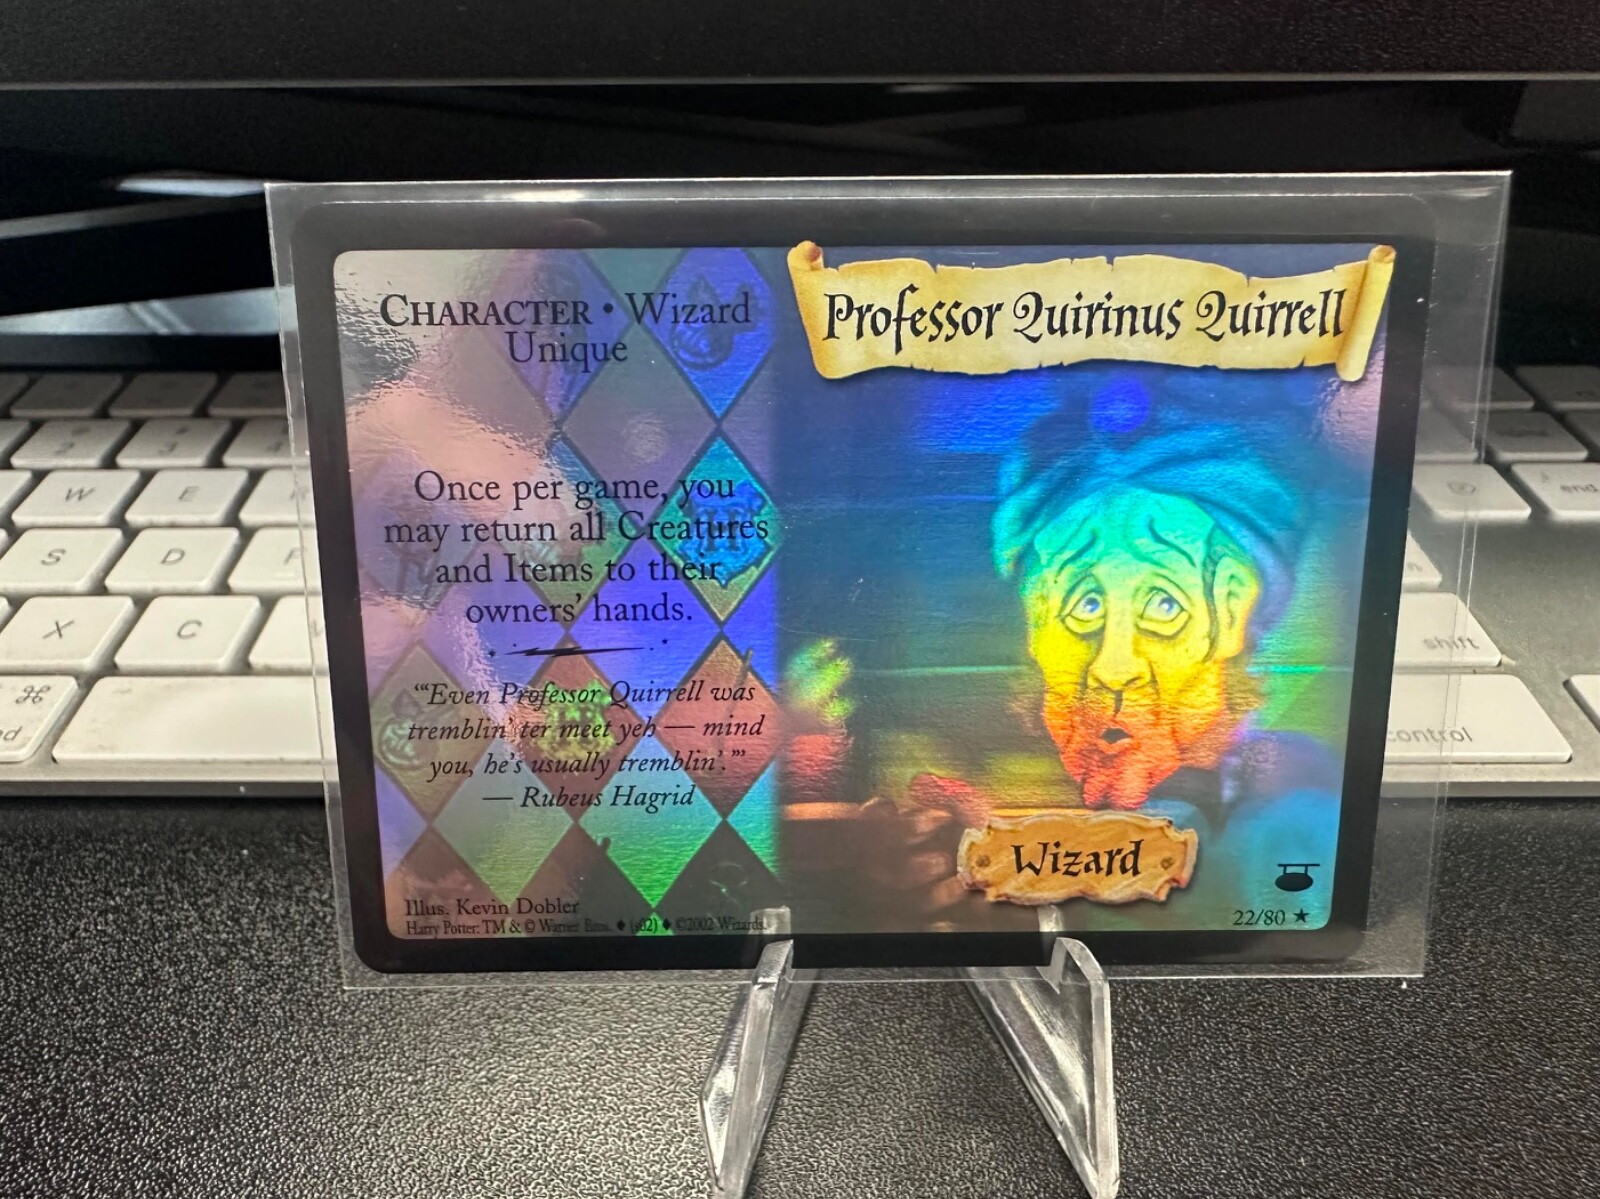 CHARACTER • Wizard
Unique
Professor Quirinus Quirrell
Once per game, you
may return all Creatures
and Items to their
owners' hands.
"'Even Professor Quirrell was
tremblin' ter meet yeh — mind
you, he's usually tremblin'.'"
— Rubeus Hagrid
Wizard
Illus. Kevin Dobler
Harry Potter: TM & © Warner Bros. ♦ (s02) ♦ ©2002 Wizards.
22/80 ★
W
E
S
D
F
X
C
⌘
end
shift
control